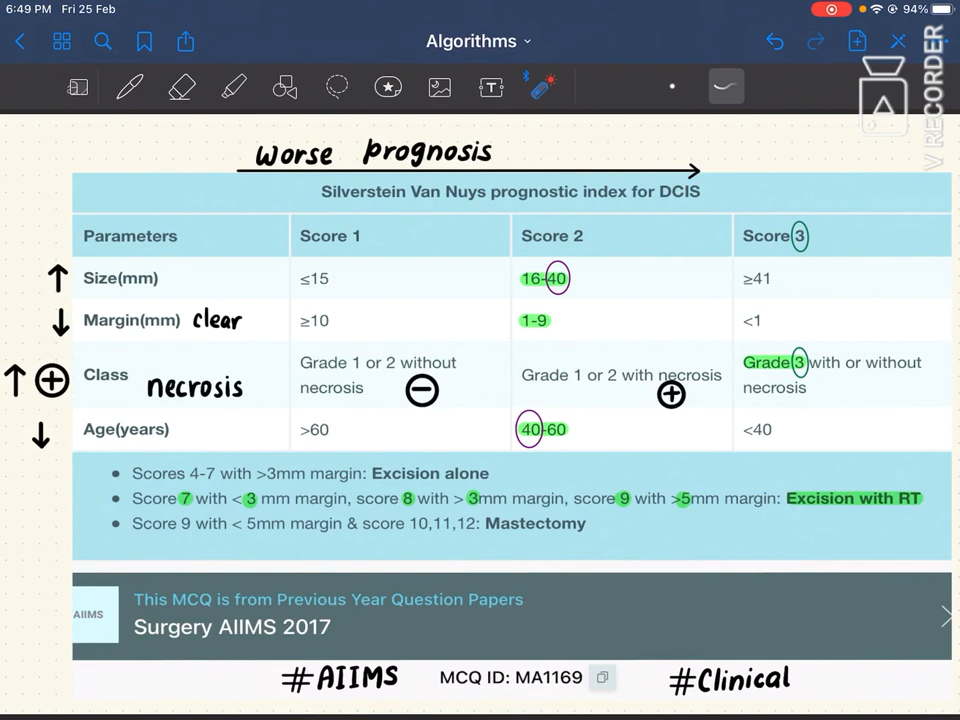 6:49 PM Fri 25 Feb 94%
Algorithms
V RECORDER
worse prognosis
Silverstein Van Nuys prognostic index for DCIS
Parameters Score 1 Score 2 Score 3
Size(mm) ≤15 16-40 ≥41
Margin(mm) clear ≥10 1-9 <1
Class necrosis Grade 1 or 2 without necrosis Grade 1 or 2 with necrosis Grade 3 with or without necrosis
Age(years) >60 40-60 <40
• Scores 4-7 with >3mm margin: Excision alone
• Score 7 with < 3 mm margin, score 8 with > 3mm margin, score 9 with >5mm margin: Excision with RT
• Score 9 with < 5mm margin & score 10,11,12: Mastectomy
AIIMS
This MCQ is from Previous Year Question Papers
Surgery AIIMS 2017
#AIIMS MCQ ID: MA1169 #Clinical